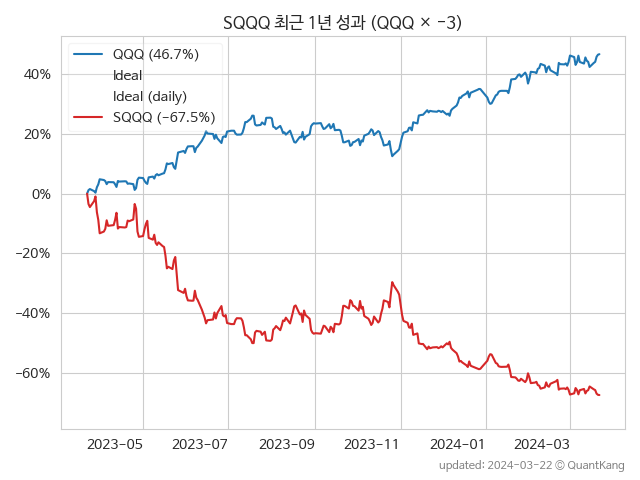 SQQQ 최근 1년 성과 (QQQ × −3)
QQQ (46.7%)
Ideal
Ideal (daily)
SQQQ (−67.5%)
40%
20%
0%
−20%
−40%
−60%
2023-05 2023-07 2023-09 2023-11 2024-01 2024-03
updated: 2024-03-22 © QuantKang